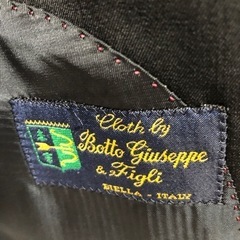 Cloth by
Botto Giuseppe
& Figli
BIELLA - ITALY